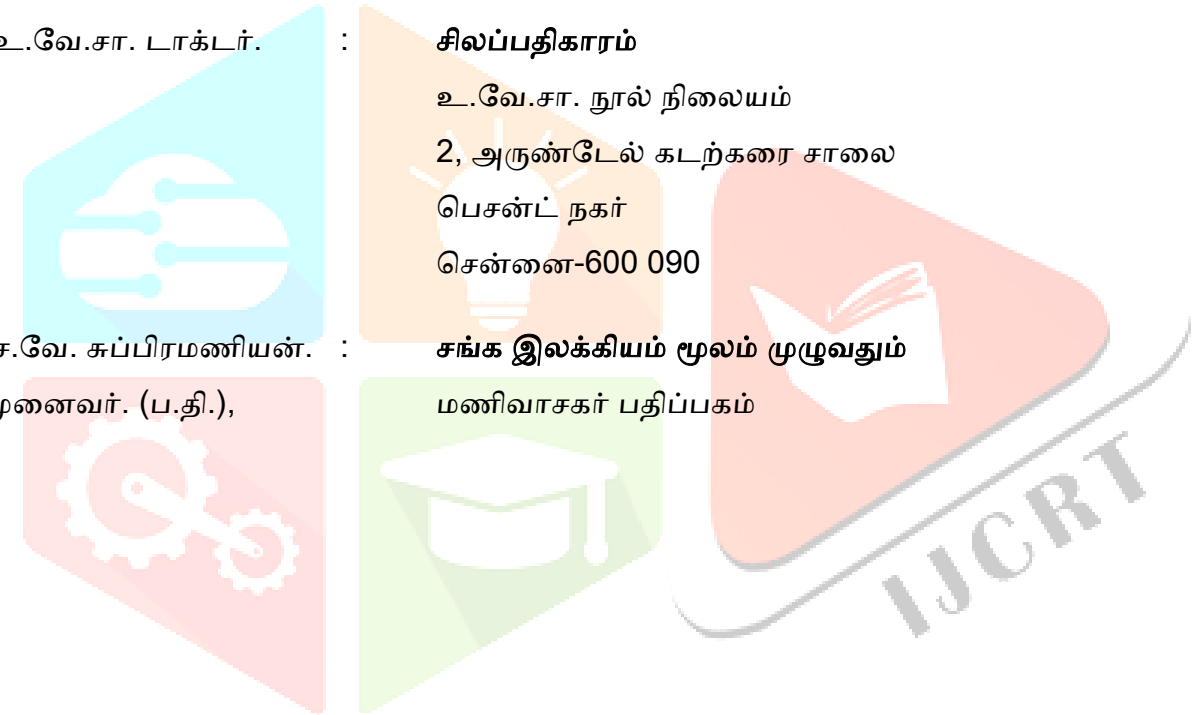 உ.வே.சா. டாக்டர். : சிலப்பதிகாரம்
உ.வே.சா. நூல் நிலையம்
2, அருண்டேல் கடற்கரை சாலை
பெசன்ட் நகர்
சென்னை-600 090
ச.வே. சுப்பிரமணியன். : சங்க இலக்கியம் மூலம் முழுவதும்
முனைவர். (ப.தி.), மணிவாசகர் பதிப்பகம்
IJCRT